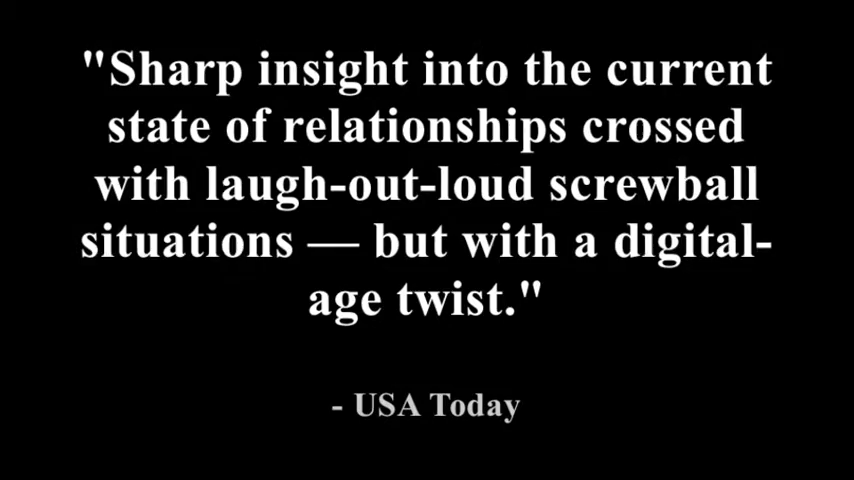 "Sharp insight into the current
state of relationships crossed
with laugh-out-loud screwball
situations — but with a digital-
age twist."
- USA Today